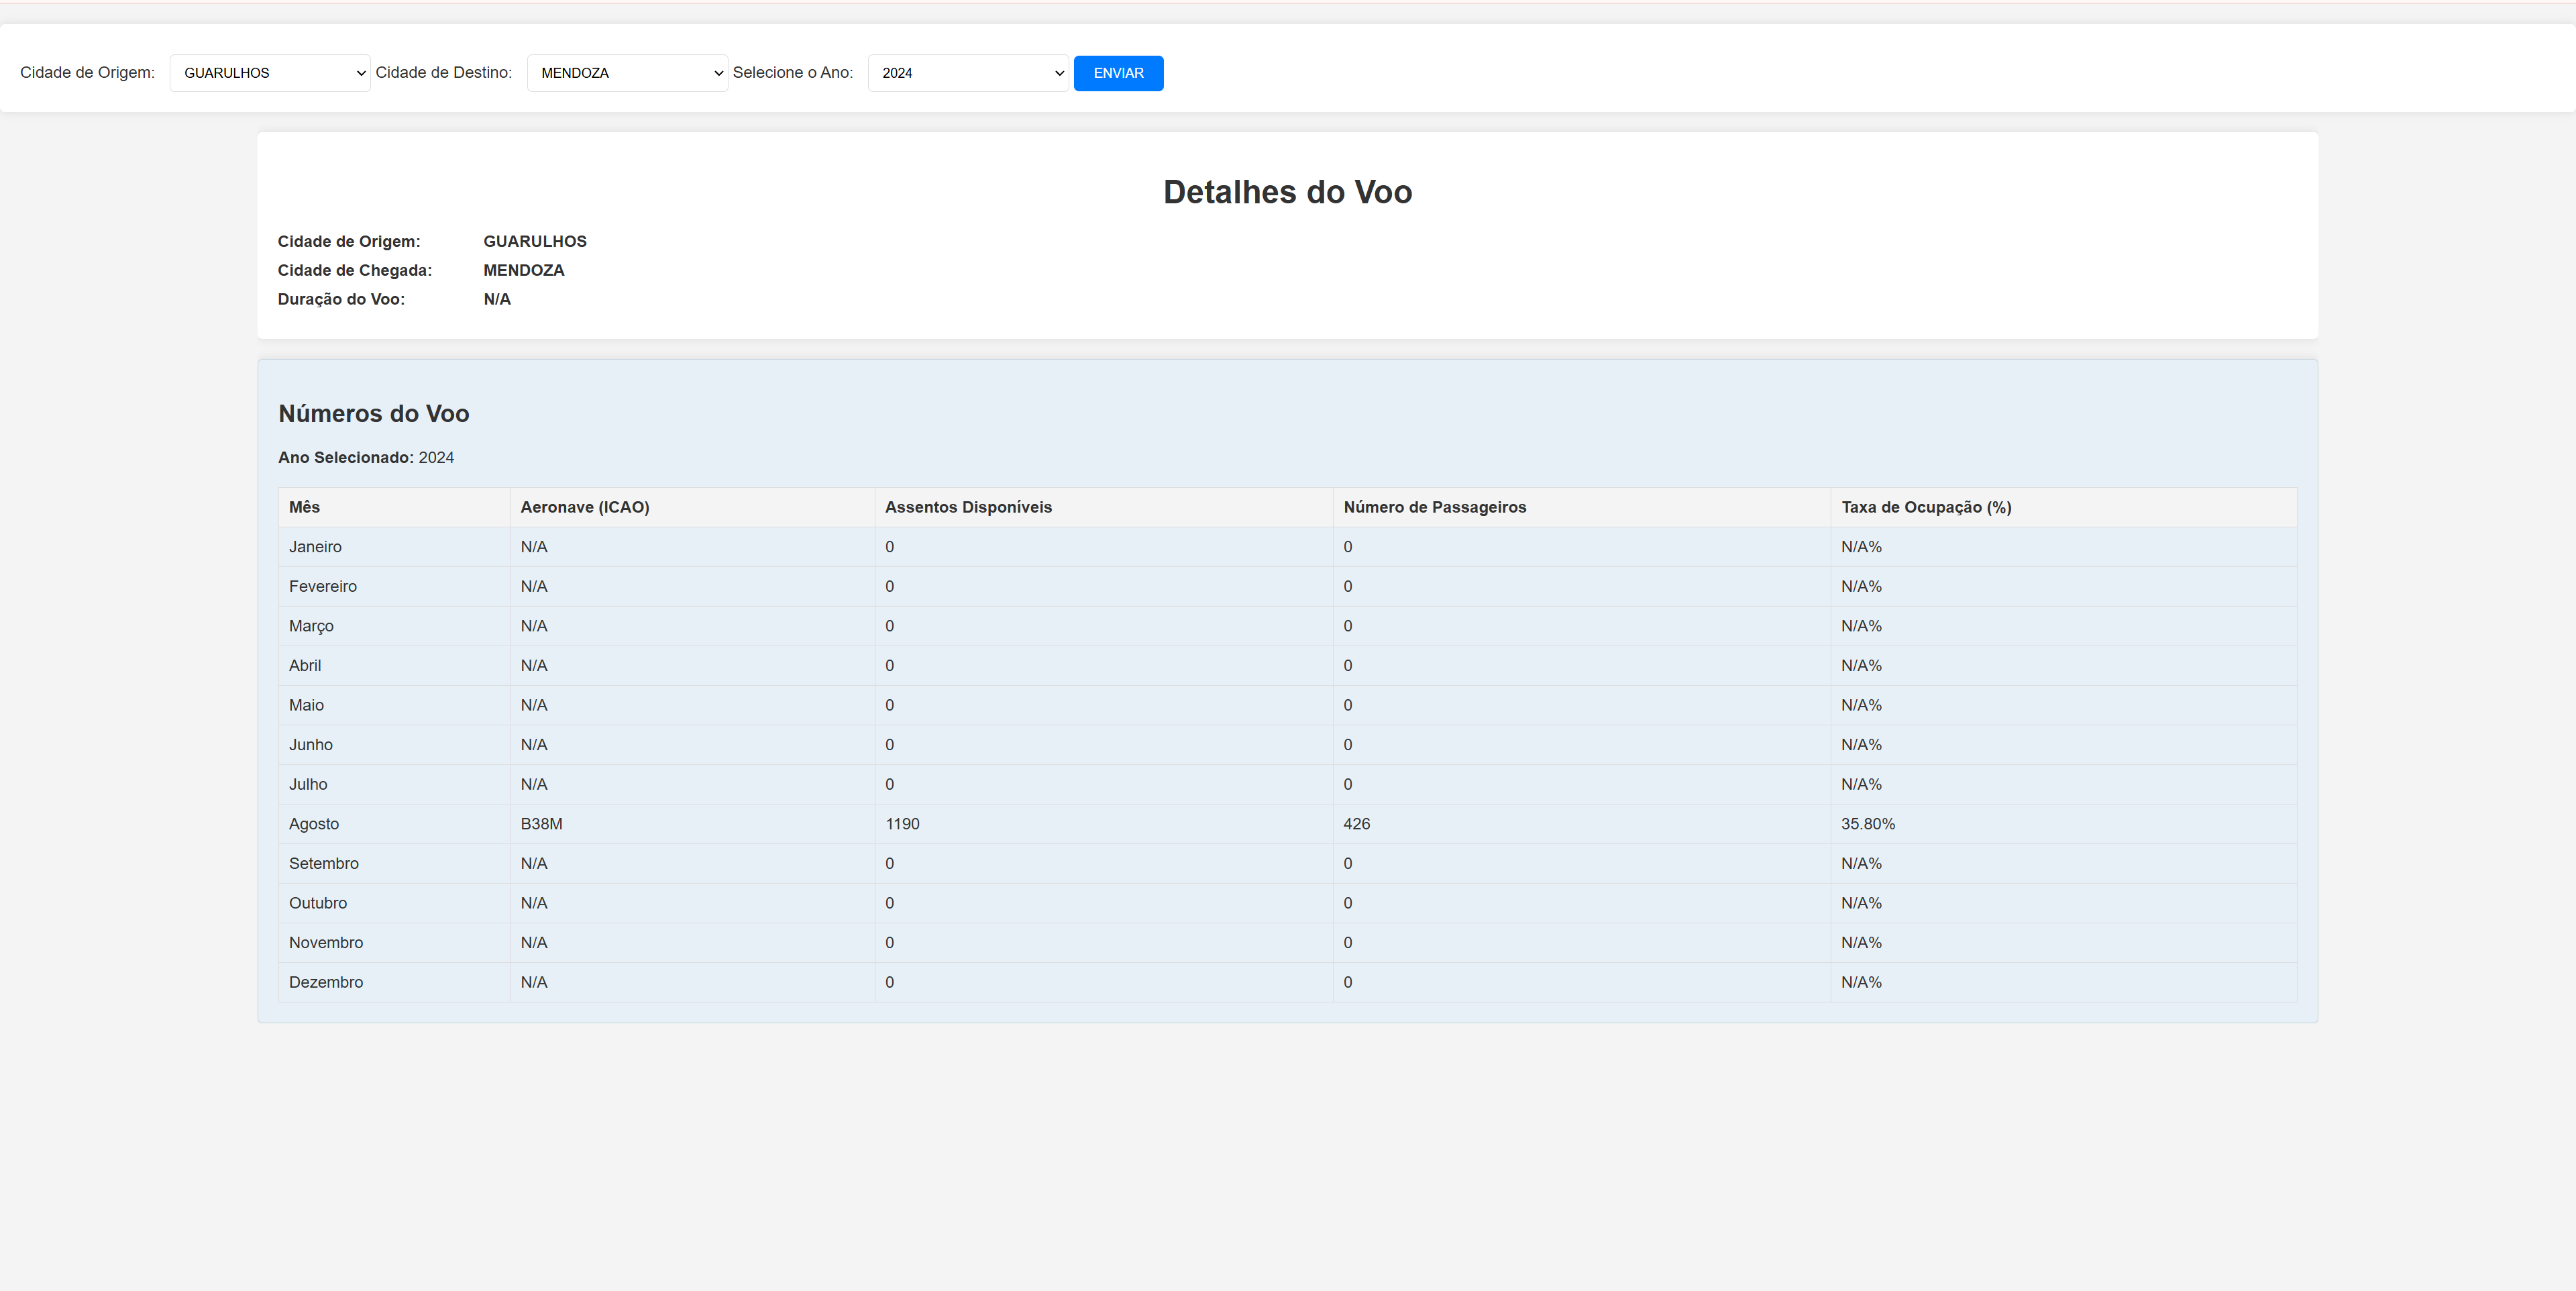 Cidade de Origem: GUARULHOS Cidade de Destino: MENDOZA Selecione o Ano: 2024 ENVIAR
Detalhes do Voo
Cidade de Origem: GUARULHOS
Cidade de Chegada: MENDOZA
Duração do Voo: N/A
Números do Voo
Ano Selecionado: 2024
Mês Aeronave (ICAO) Assentos Disponíveis Número de Passageiros Taxa de Ocupação (%)
Janeiro N/A 0 0 N/A%
Fevereiro N/A 0 0 N/A%
Março N/A 0 0 N/A%
Abril N/A 0 0 N/A%
Maio N/A 0 0 N/A%
Junho N/A 0 0 N/A%
Julho N/A 0 0 N/A%
Agosto B38M 1190 426 35.80%
Setembro N/A 0 0 N/A%
Outubro N/A 0 0 N/A%
Novembro N/A 0 0 N/A%
Dezembro N/A 0 0 N/A%